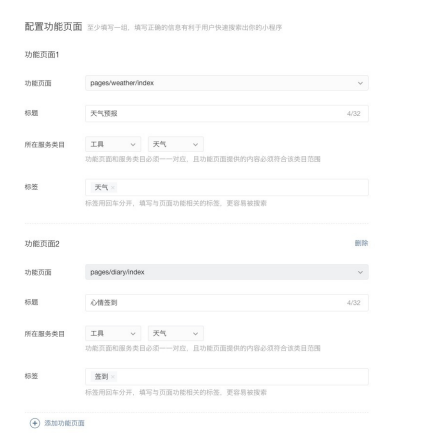 配置功能页面 至少填写一组，填写正确的信息有利于用户快速搜索出你的小程序
功能页面1
功能页面 pages/weather/index
标题 天气预报 4/32
所在服务类目 工具 天气
功能页面和服务类目必须一一对应，且功能页面提供的内容必须符合该类目范围
标签 天气 ×
标签用回车分开，填写与页面功能相关的标签，更容易被搜索
功能页面2 删除
功能页面 pages/diary/index
标题 心情签到 4/32
所在服务类目 工具 天气
功能页面和服务类目必须一一对应，且功能页面提供的内容必须符合该类目范围
标签 签到 ×
标签用回车分开，填写与页面功能相关的标签，更容易被搜索
添加功能页面